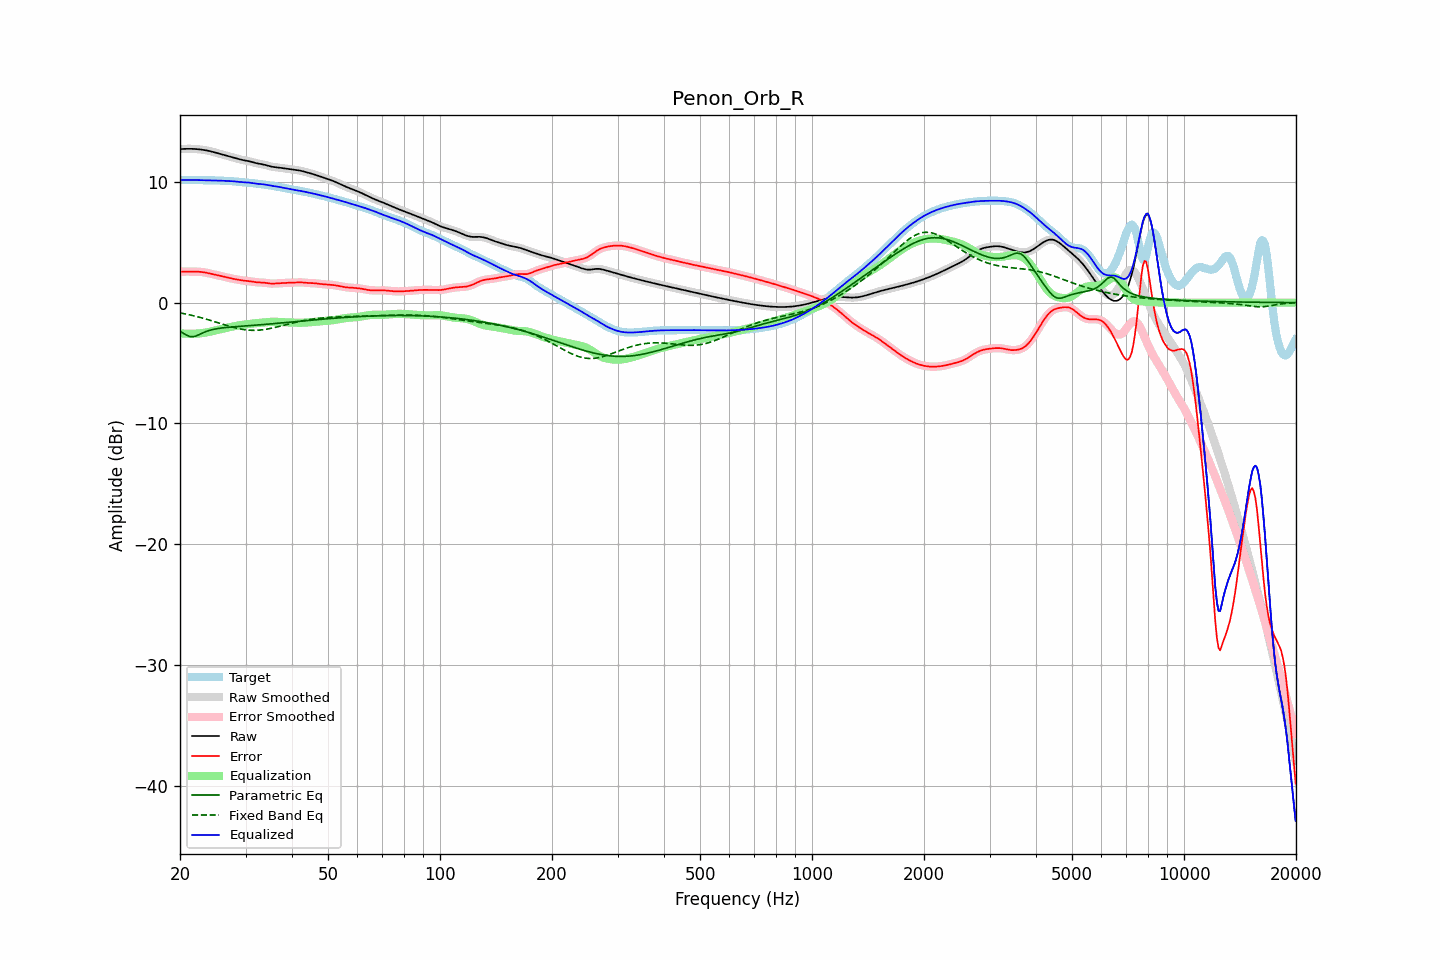 Penon_Orb_R
Amplitude (dBr)
10
0
−10
−20
−30
−40
Target
Raw Smoothed
Error Smoothed
Raw
Error
Equalization
Parametric Eq
Fixed Band Eq
Equalized
20 50 100 200 500 1000 2000 5000 10000 20000
Frequency (Hz)